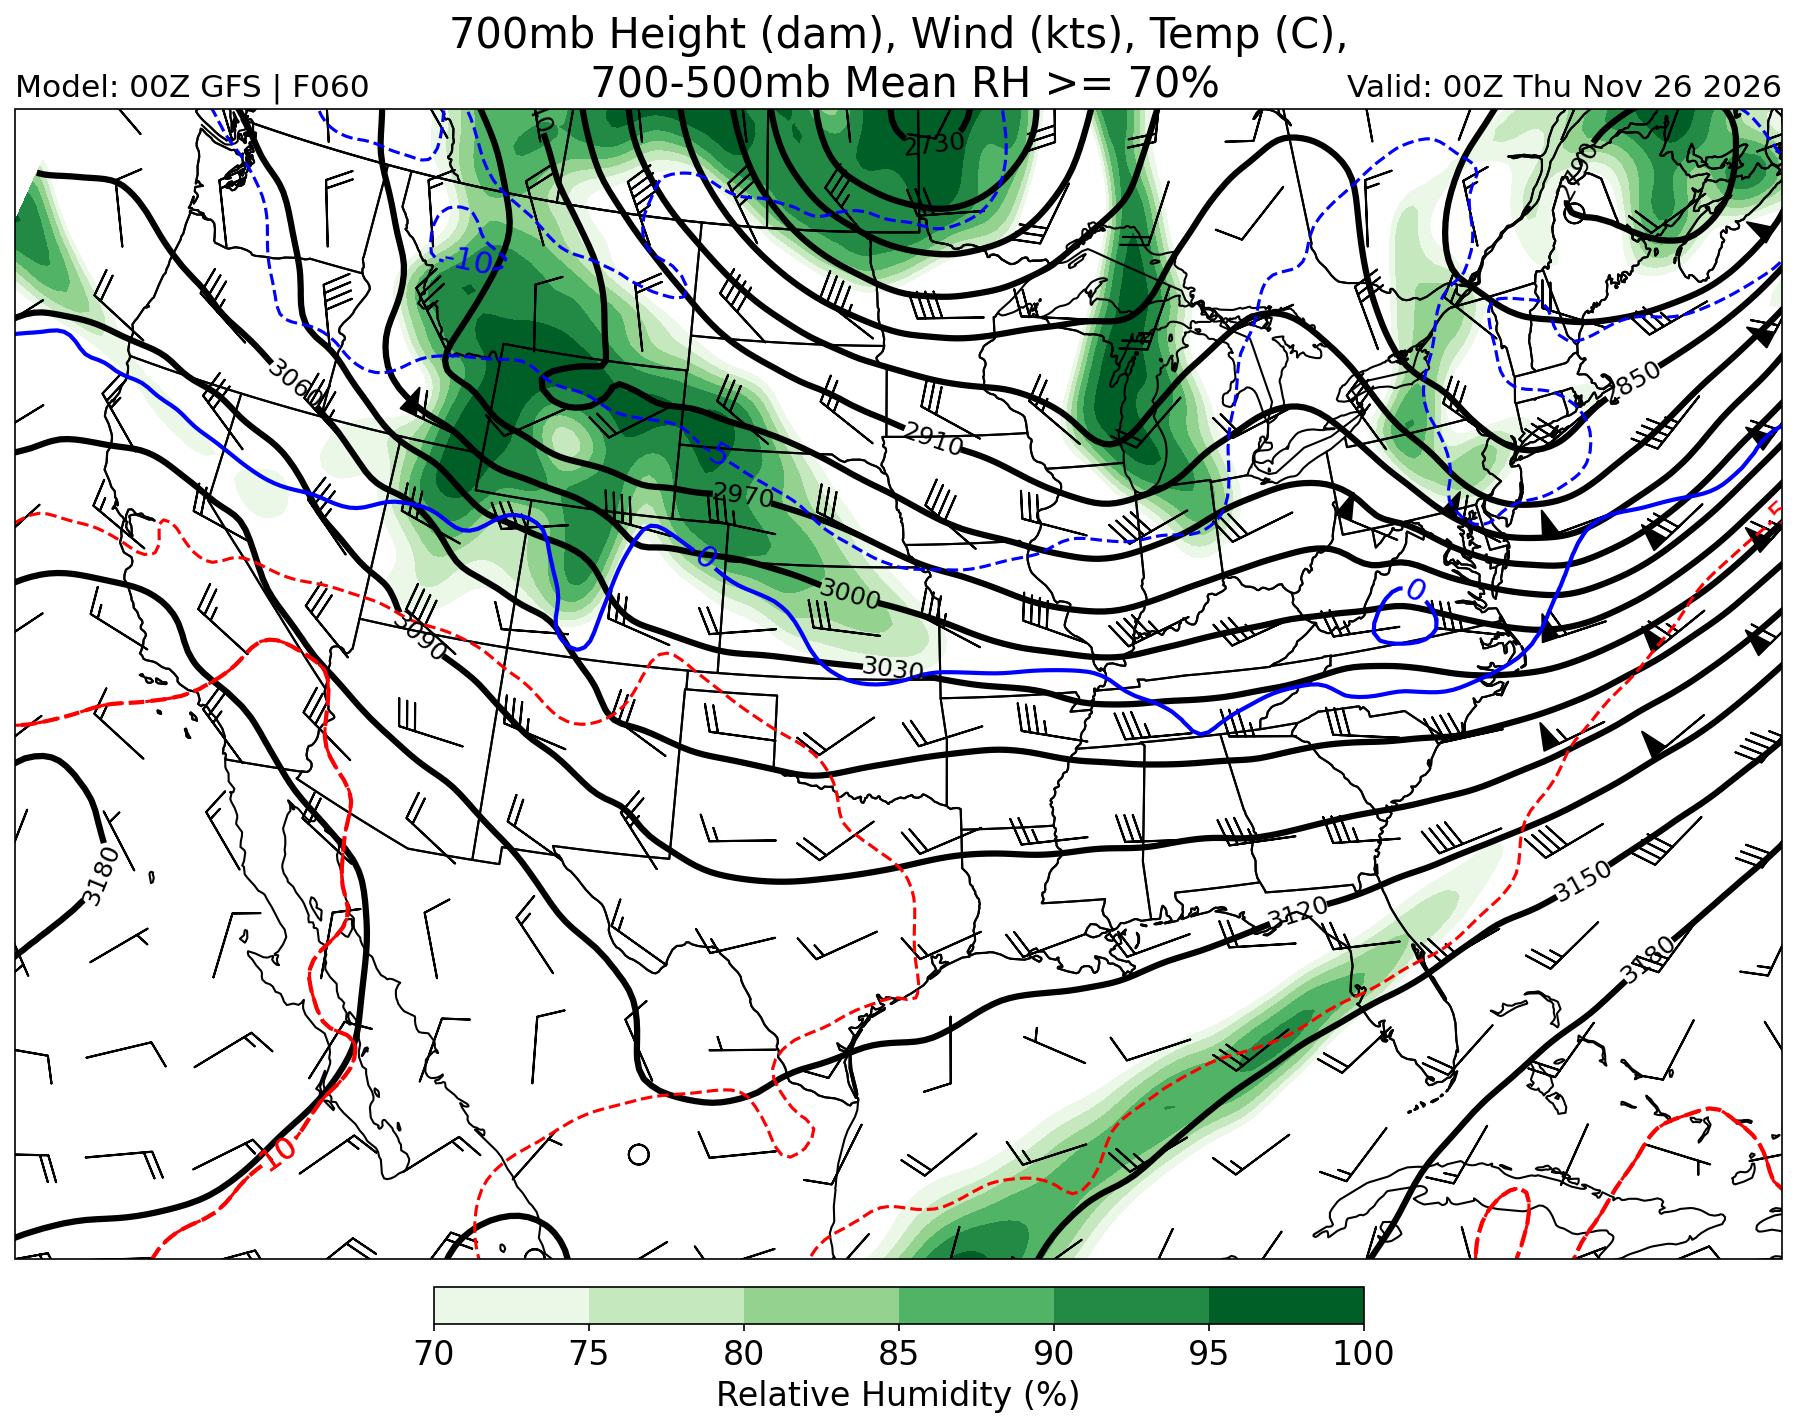 700mb Height (dam), Wind (kts), Temp (C),
700-500mb Mean RH >= 70%
Model: 00Z GFS | F060
Valid: 00Z Thu Nov 26 2026
2730
-10
3060
2850
2910
-5
2970
0
3000
0
3090
3030
3180
3150
3120
3180
10
70 75 80 85 90 95 100
Relative Humidity (%)